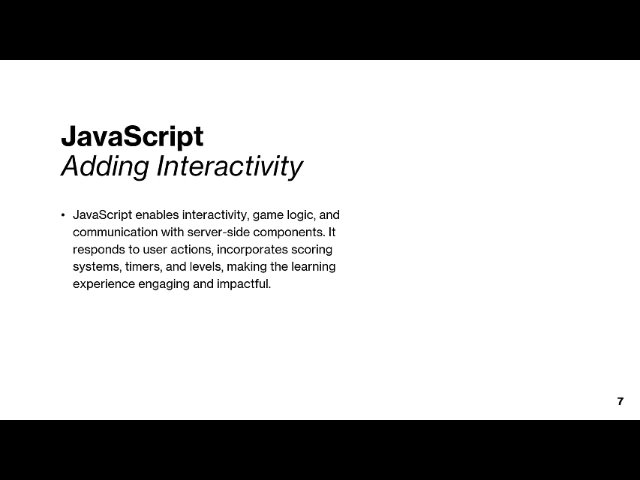 JavaScript
Adding Interactivity
• JavaScript enables interactivity, game logic, and
communication with server-side components. It
responds to user actions, incorporates scoring
systems, timers, and levels, making the learning
experience engaging and impactful.
7